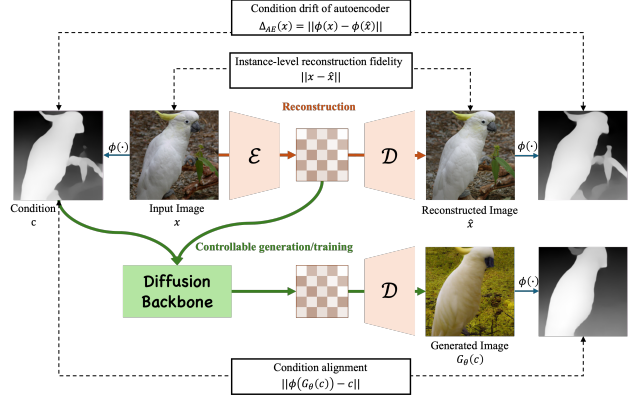 Condition drift of autoencoder
Δ_AE(x) = ||ϕ(x) − ϕ(x̂)||
Instance-level reconstruction fidelity
||x − x̂||
Reconstruction
ϕ(·)
ℰ
𝒟
ϕ(·)
Condition
c
Input Image
x
Reconstructed Image
x̂
Controllable generation/training
Diffusion
Backbone
𝒟
ϕ(·)
Generated Image
G_θ(c)
Condition alignment
||ϕ(G_θ(c)) − c||